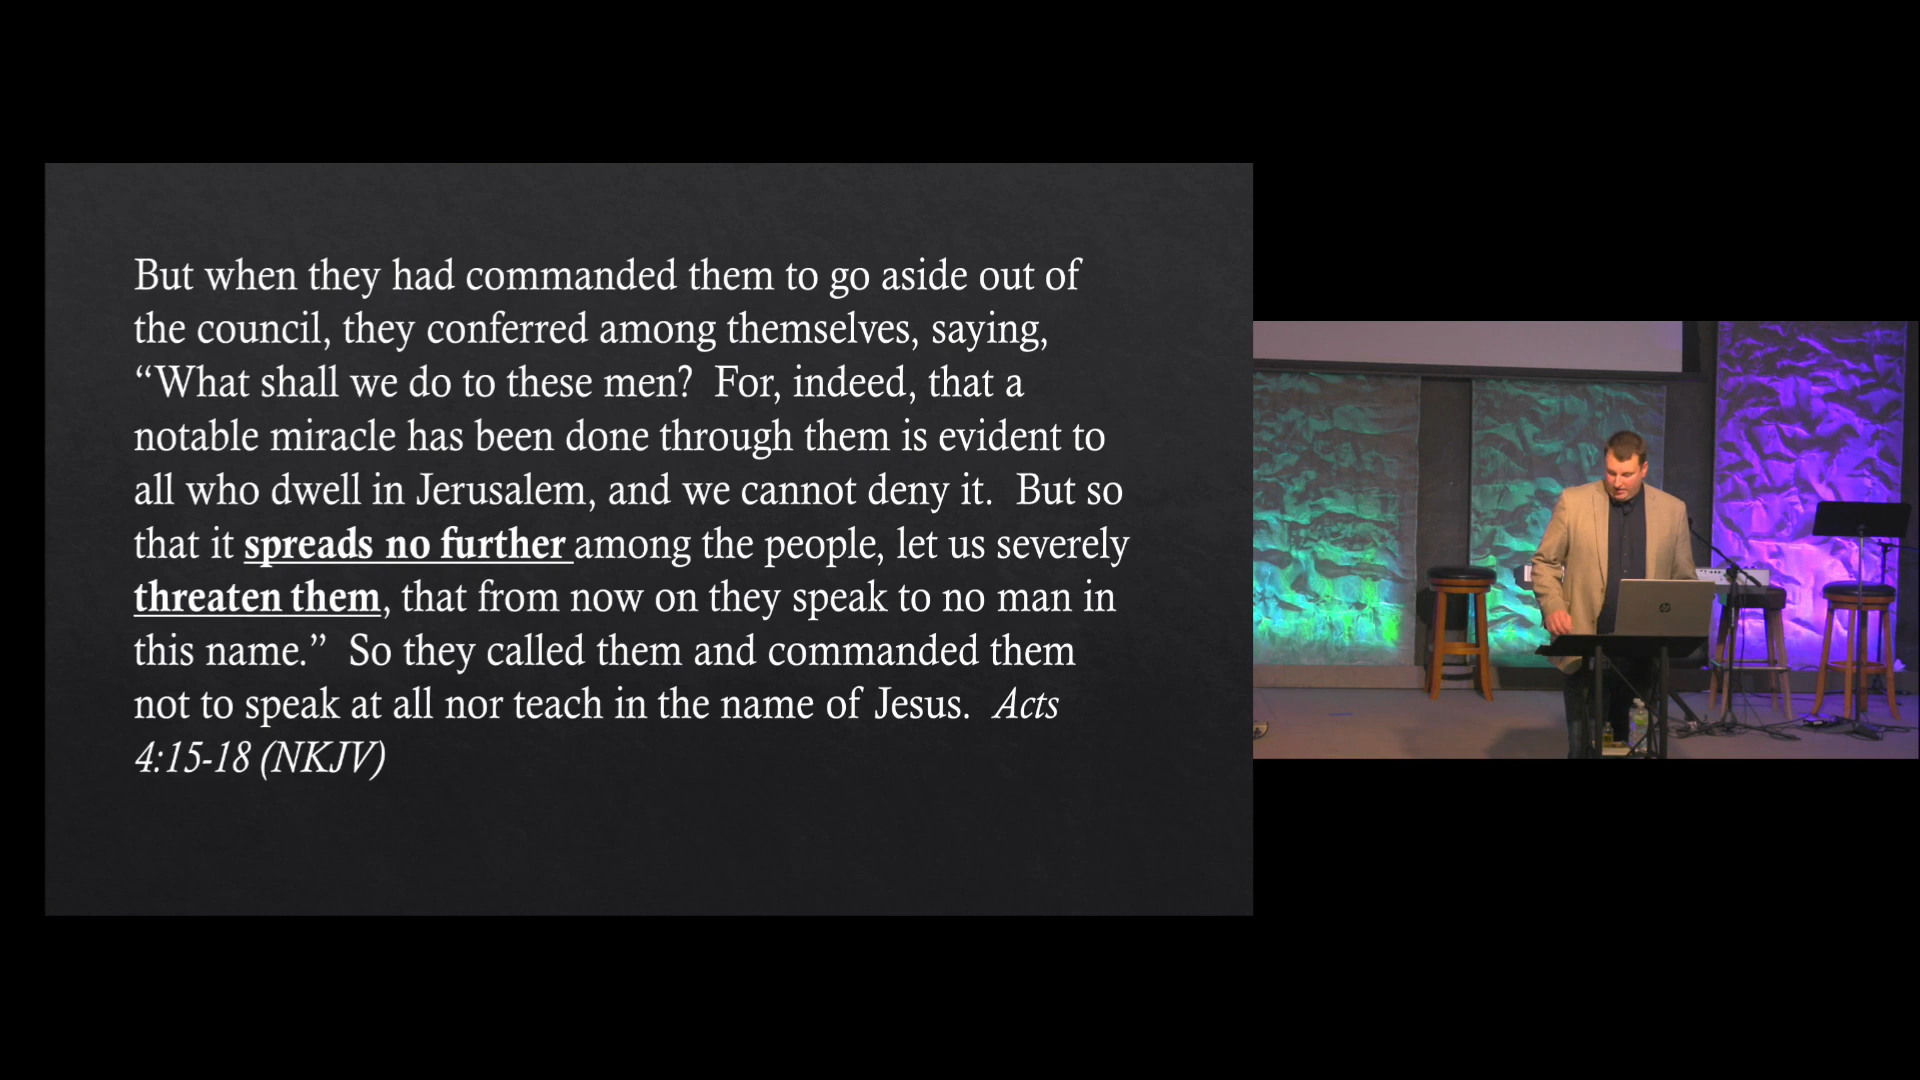 But when they had commanded them to go aside out of
the council, they conferred among themselves, saying,
“What shall we do to these men?  For, indeed, that a
notable miracle has been done through them is evident to
all who dwell in Jerusalem, and we cannot deny it.  But so
that it spreads no further among the people, let us severely
threaten them, that from now on they speak to no man in
this name.”  So they called them and commanded them
not to speak at all nor teach in the name of Jesus.  Acts
4:15-18 (NKJV)
hp